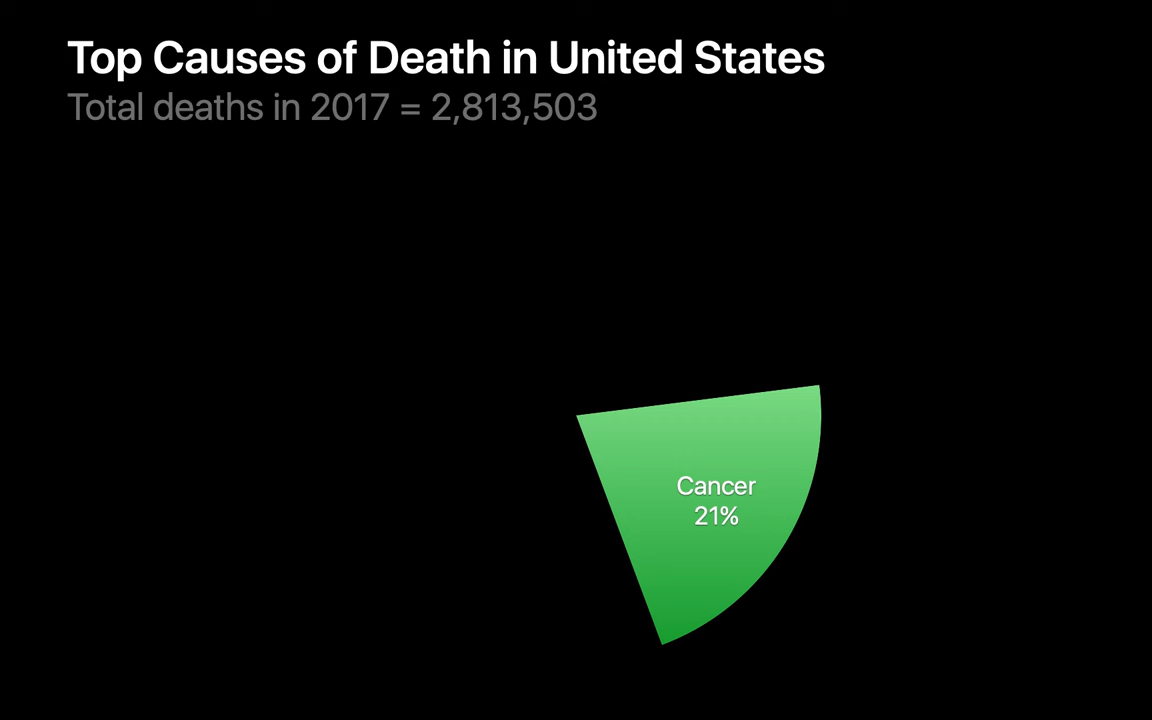 Top Causes of Death in United States
Total deaths in 2017 = 2,813,503
Cancer
21%